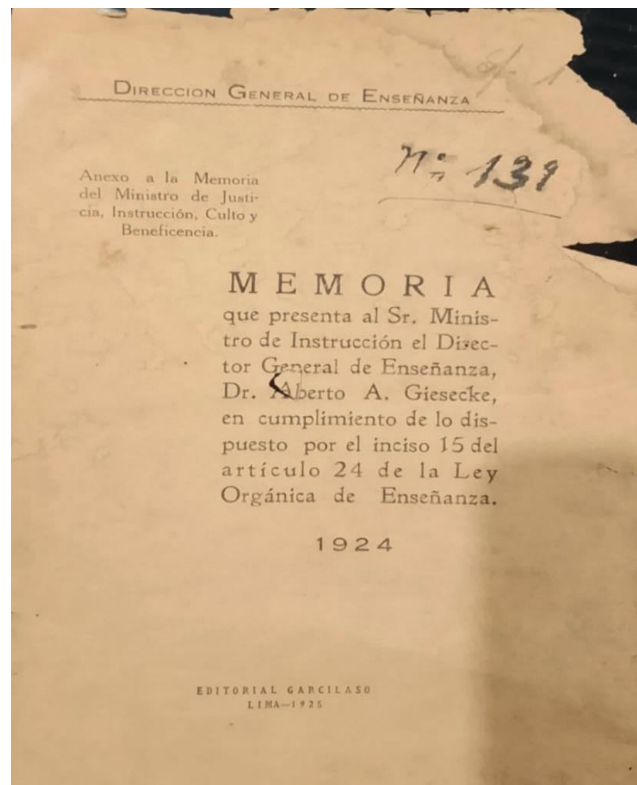 DIRECCION GENERAL DE ENSEÑANZA
Nº 139
Anexo a la Memoria
del Ministro de Justi-
cia, Instrucción, Culto y
Beneficencia.
MEMORIA
que presenta al Sr. Minis-
tro de Instrucción el Direc-
tor General de Enseñanza,
Dr. Alberto A. Giesecke,
en cumplimiento de lo dis-
puesto por el inciso 15 del
artículo 24 de la Ley
Orgánica de Enseñanza.
1924
EDITORIAL GARCILASO
LIMA—1925